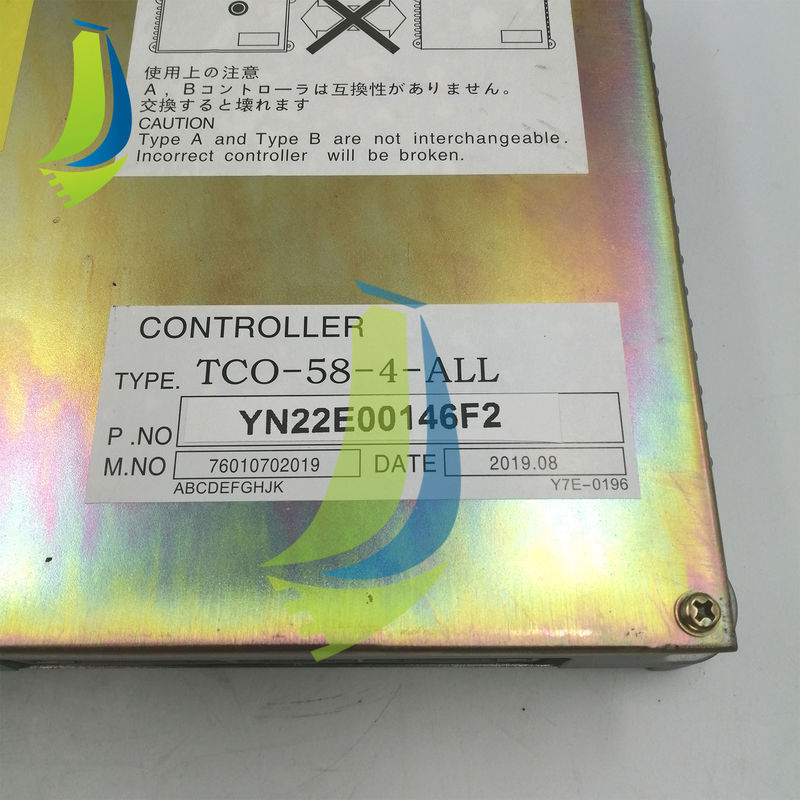 使用上の注意
A，Bコントローラは互換性がありません。
交換すると壊れます
CAUTION
Type A and Type B are not interchangeable.
Incorrect controller will be broken.
CONTROLLER
TYPE. TCO-58-4-ALL
P.NO YN22E00146F2
M.NO 76010702019 DATE 2019.08
ABCDEFGHJK Y7E-0196